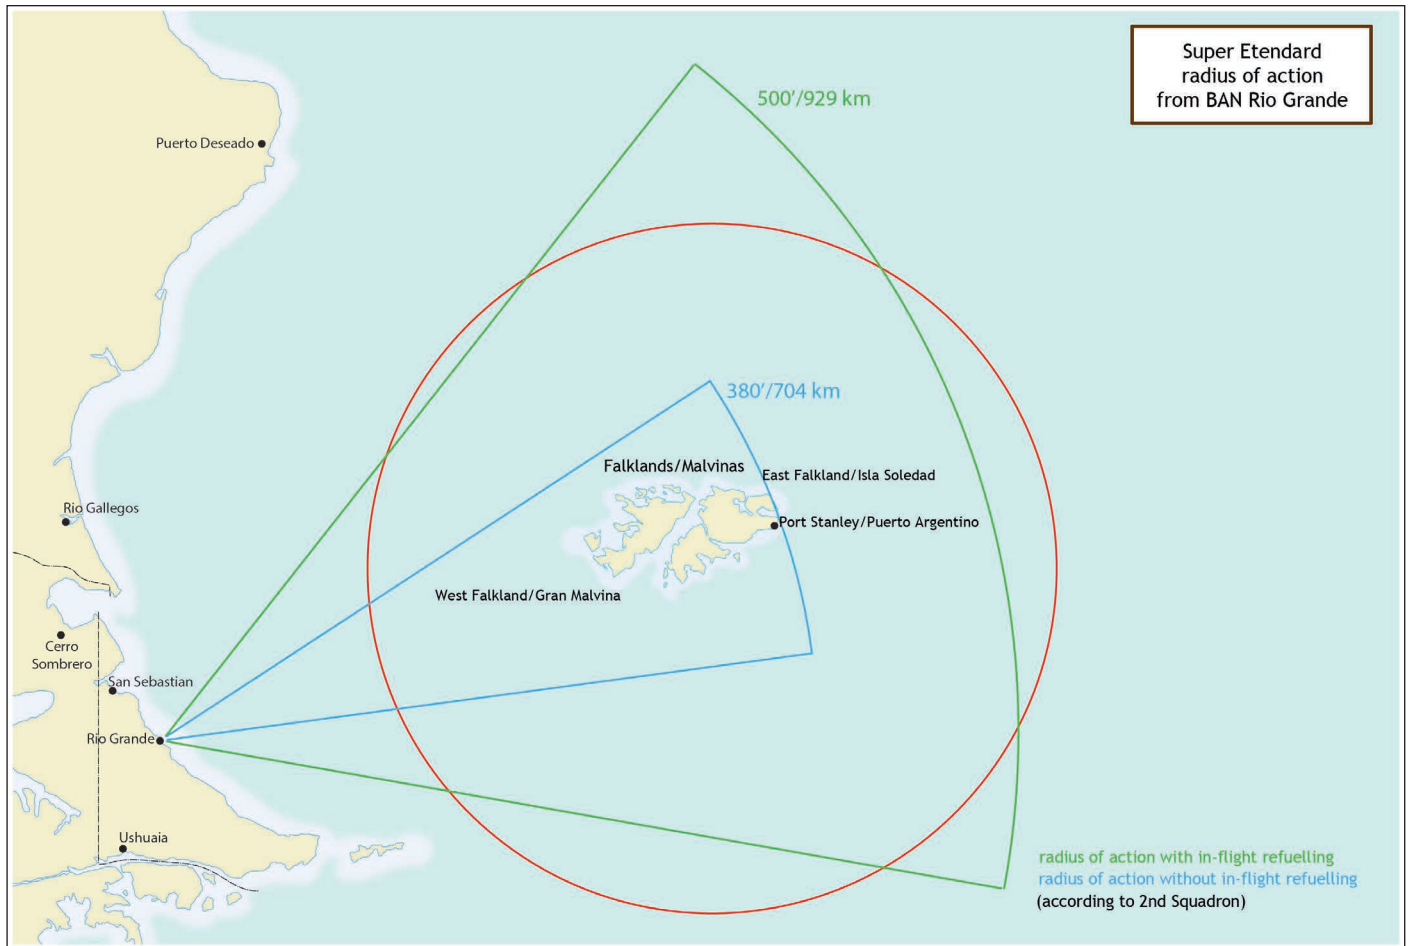 Super Etendard
radius of action
from BAN Rio Grande
500’/929 km
Puerto Deseado
380’/704 km
Falklands/Malvinas
East Falkland/Isla Soledad
Rio Gallegos
Port Stanley/Puerto Argentino
West Falkland/Gran Malvina
Cerro
Sombrero
San Sebastian
Rio Grande
Ushuaia
radius of action with in-flight refuelling
radius of action without in-flight refuelling
(according to 2nd Squadron)